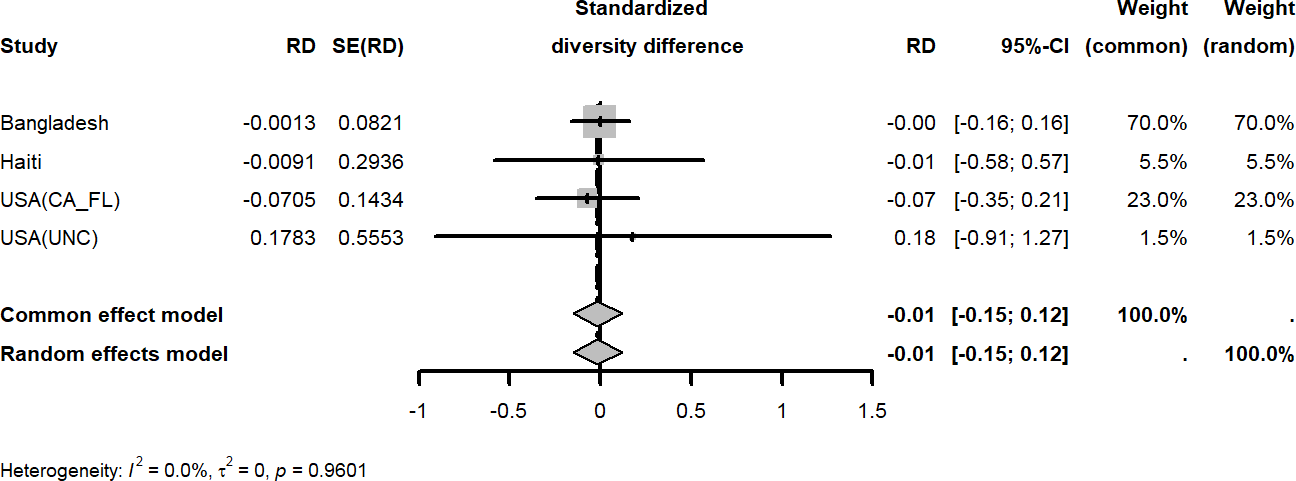 Standardized Weight Weight
Study RD SE(RD) diversity difference RD 95%-CI (common) (random)
Bangladesh -0.0013 0.0821 -0.00 [-0.16; 0.16] 70.0% 70.0%
Haiti -0.0091 0.2936 -0.01 [-0.58; 0.57] 5.5% 5.5%
USA(CA_FL) -0.0705 0.1434 -0.07 [-0.35; 0.21] 23.0% 23.0%
USA(UNC) 0.1783 0.5553 0.18 [-0.91; 1.27] 1.5% 1.5%
Common effect model -0.01 [-0.15; 0.12] 100.0% .
Random effects model -0.01 [-0.15; 0.12] . 100.0%
-1 -0.5 0 0.5 1 1.5
Heterogeneity: I² = 0.0%, τ² = 0, p = 0.9601